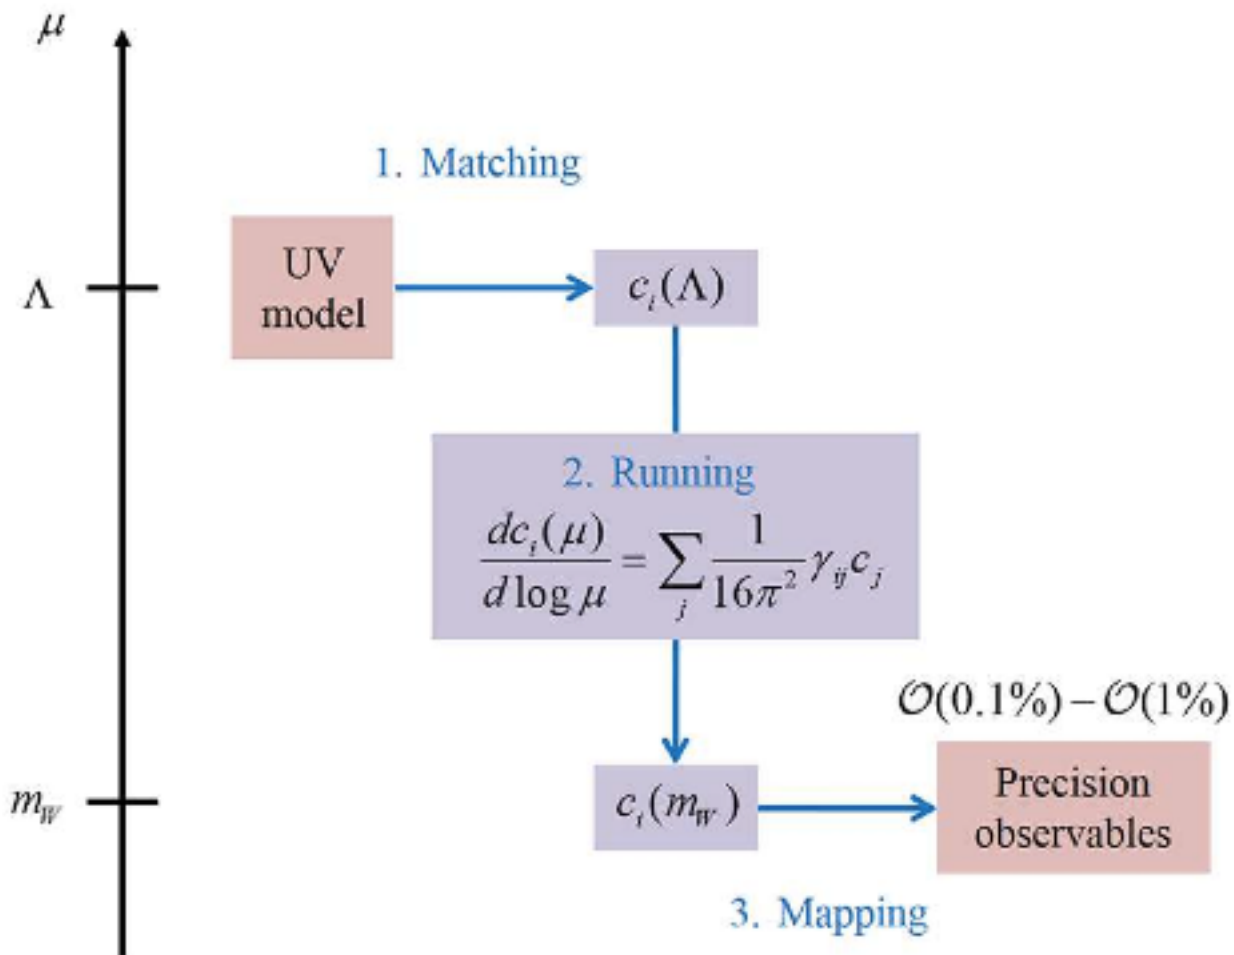 μ
1. Matching
UV
model
Λ
c_i(Λ)
2. Running
dc_i(μ)/d log μ = ∑_j 1/16π² γ_ij c_j
𝒪(0.1%) – 𝒪(1%)
m_W
c_i(m_W)
Precision
observables
3. Mapping